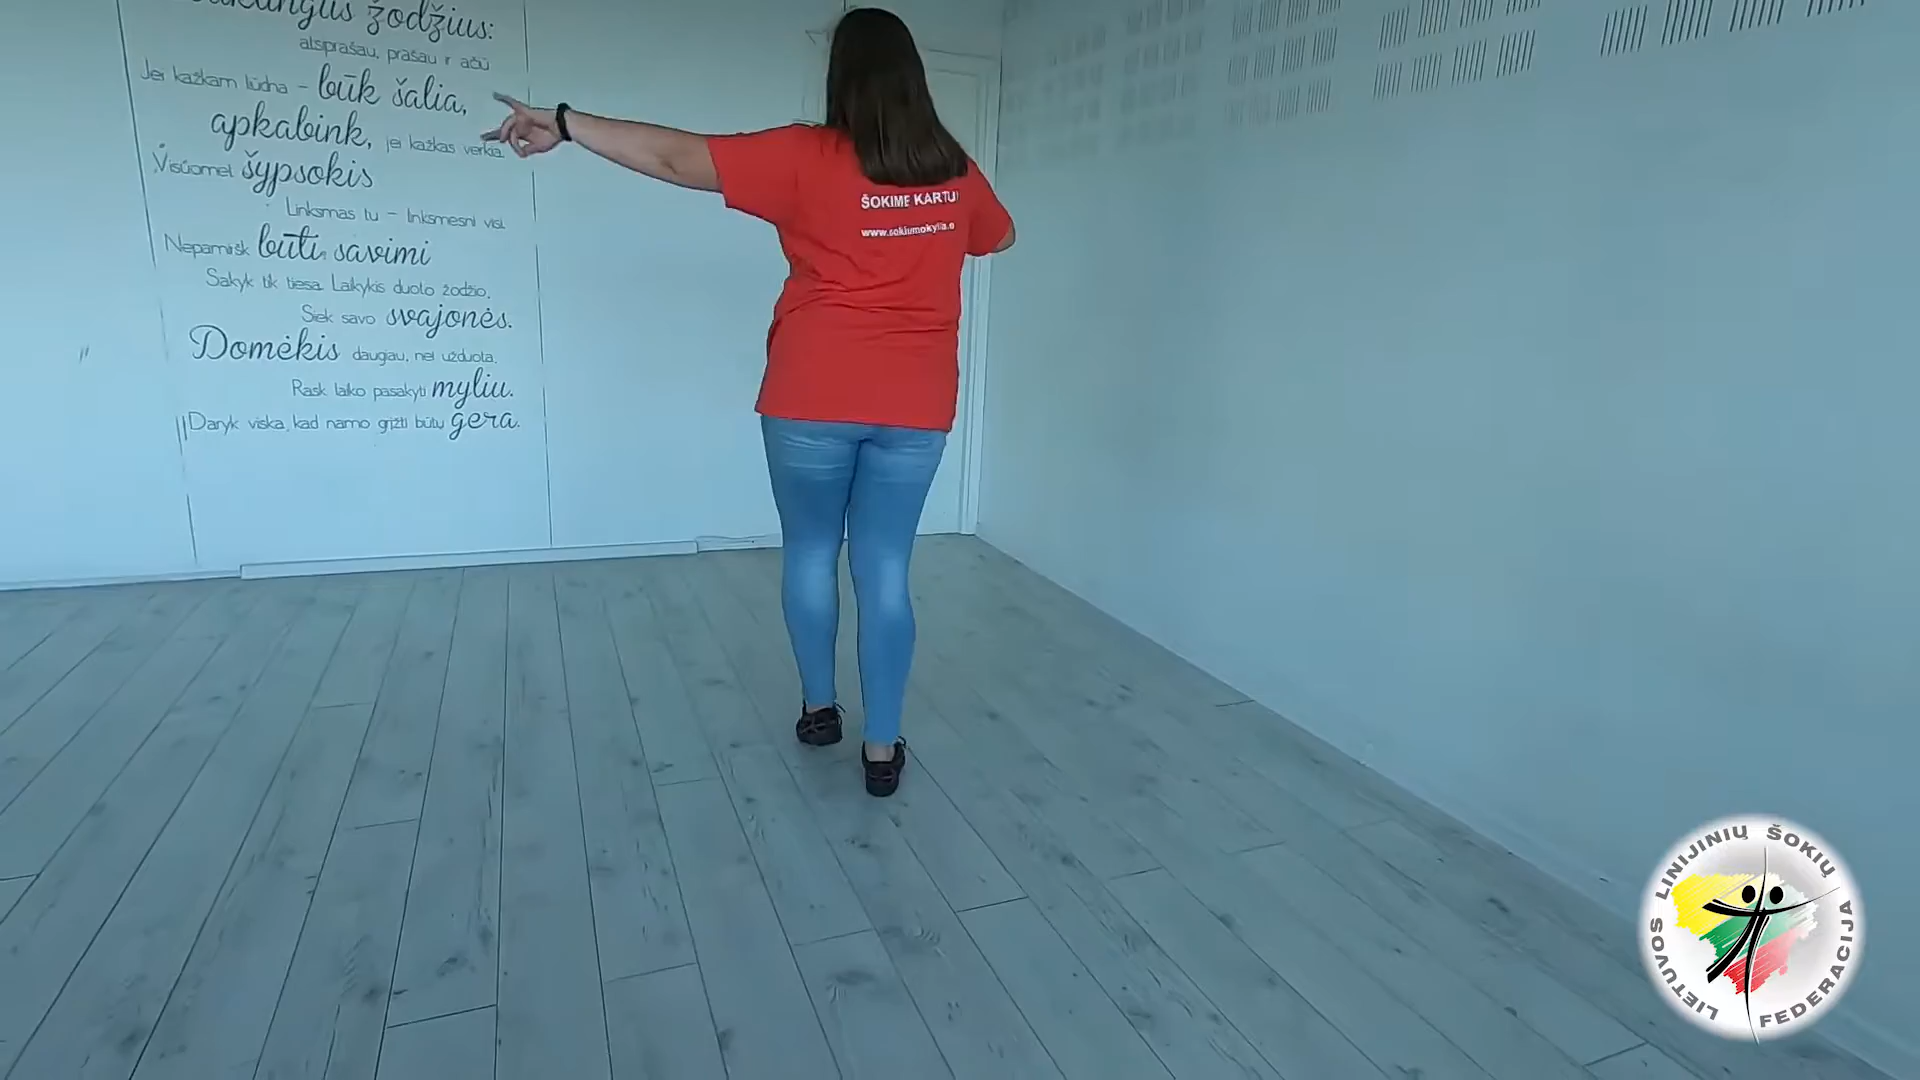 žodžius:
atsiprašau, prašau ir ačiū
Jei kažkam liūdna - būk šalia,
apkabink, jei kažkas verkia.
Visuomet šypsokis
Linksmas tu - linksmesni visi.
Nepamiršk būti savimi
Sakyk tik tiesą. Laikykis duoto žodžio.
Siek savo svajonės.
Domėkis daugiau, nei užduota.
Rask laiko pasakyti myliu.
Daryk viską, kad namo grįžti būtų gera.
ŠOKIME KARTU!
LIETUVOS LINIJINIŲ ŠOKIŲ FEDERACIJA